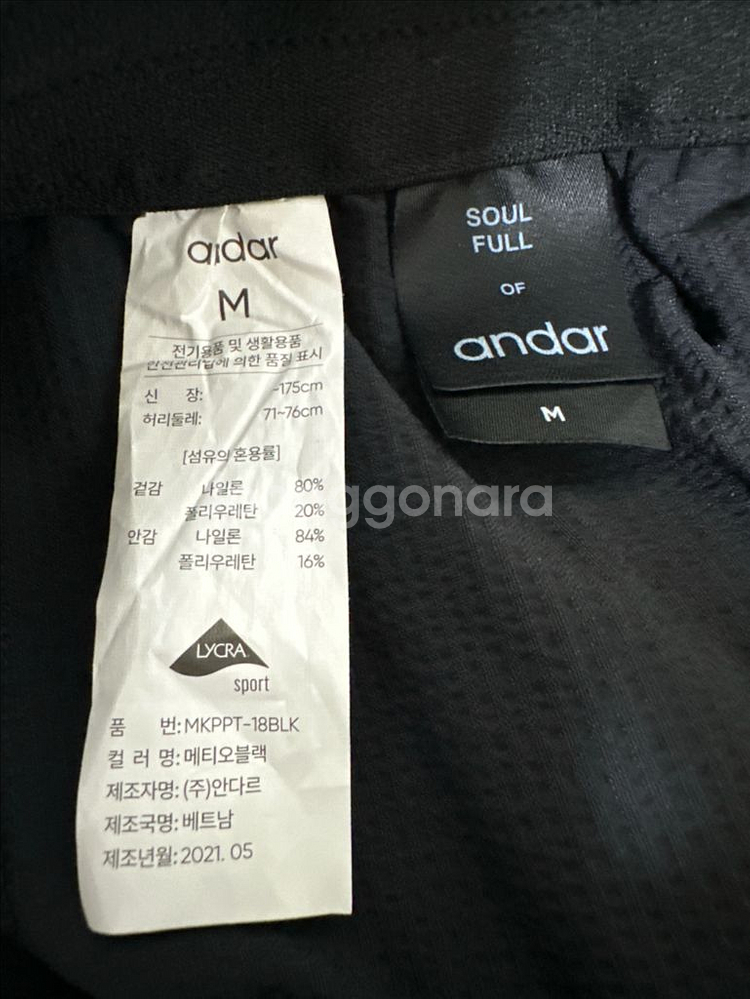 andar
M
전기용품 및 생활용품
안전관리법에 의한 품질 표시
신 장: ~175cm
허리둘레: 71~76cm
[섬유의 혼용률]
겉감 나일론 80%
폴리우레탄 20%
안감 나일론 84%
폴리우레탄 16%
LYCRA
sport
품 번: MKPPT-18BLK
컬 러 명: 메티오블랙
제조자명: (주)안다르
제조국명: 베트남
제조년월: 2021. 05
SOUL
FULL
OF
andar
M
ggonara